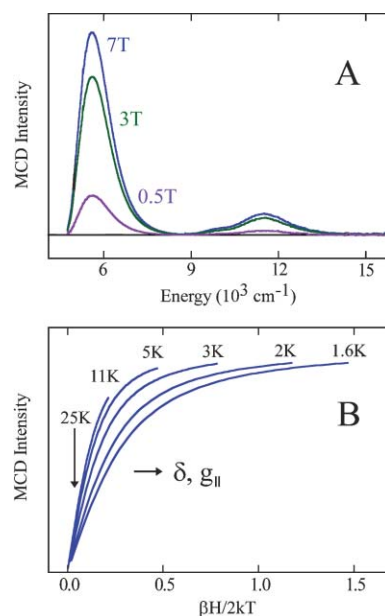 A
7T
3T
0.5T
MCD Intensity
6
9
12
15
Energy (10³ cm⁻¹)
B
25K
11K
5K
3K
2K
1.6K
δ, g||
MCD Intensity
0.0
0.5
1.0
1.5
βH/2kT